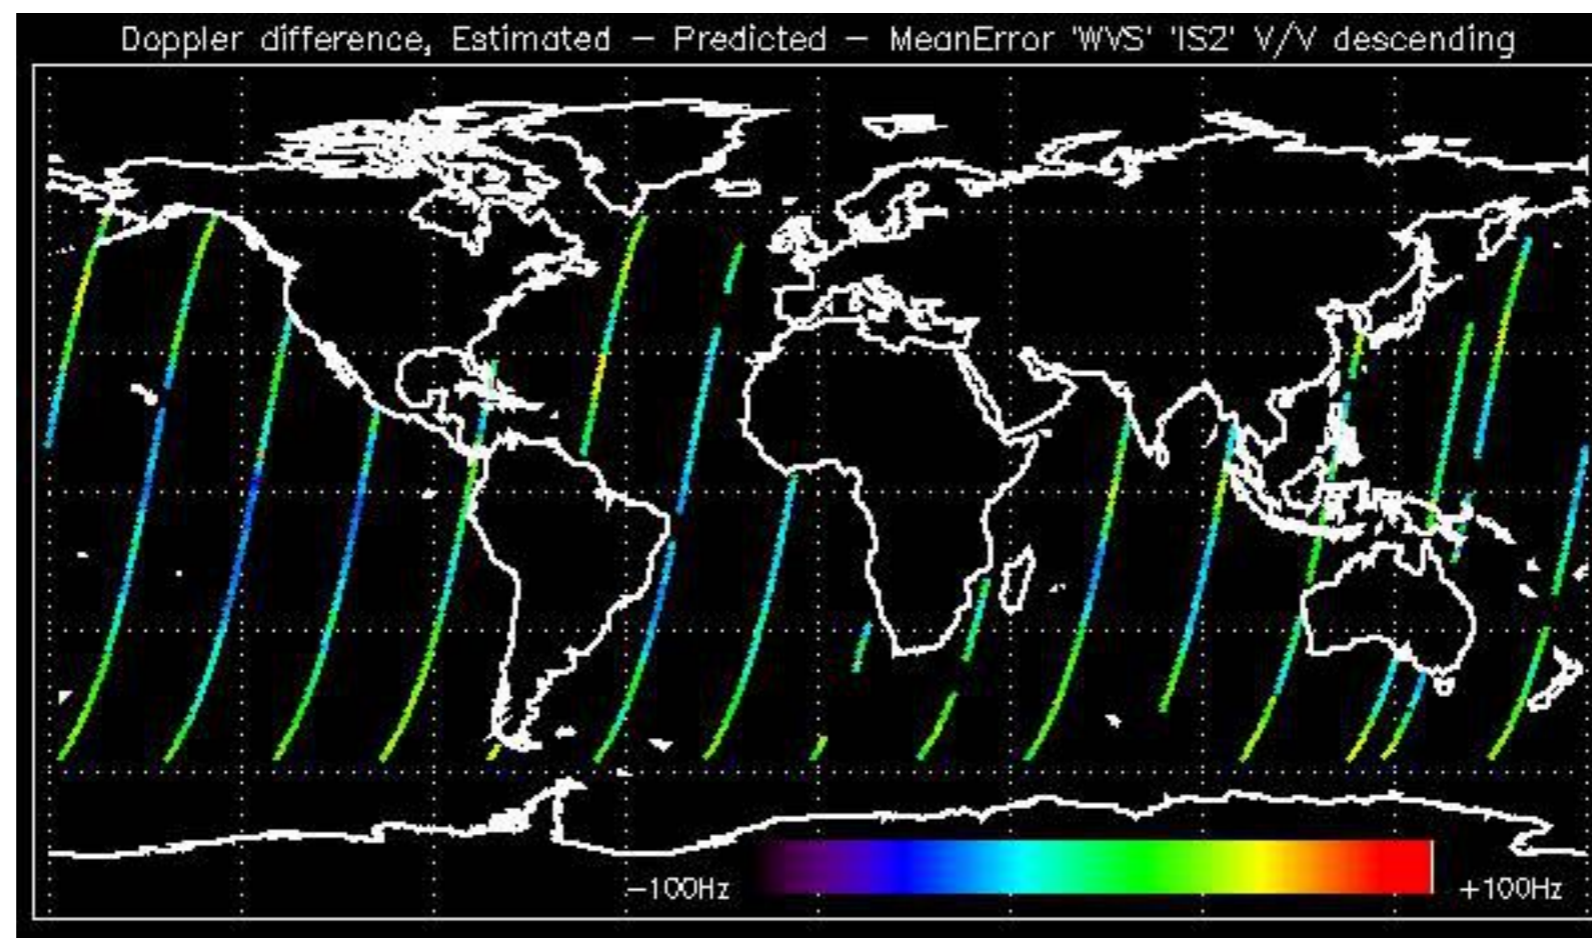 Doppler difference, Estimated – Predicted – MeanError 'WVS' 'IS2' V/V descending
−100Hz
+100Hz